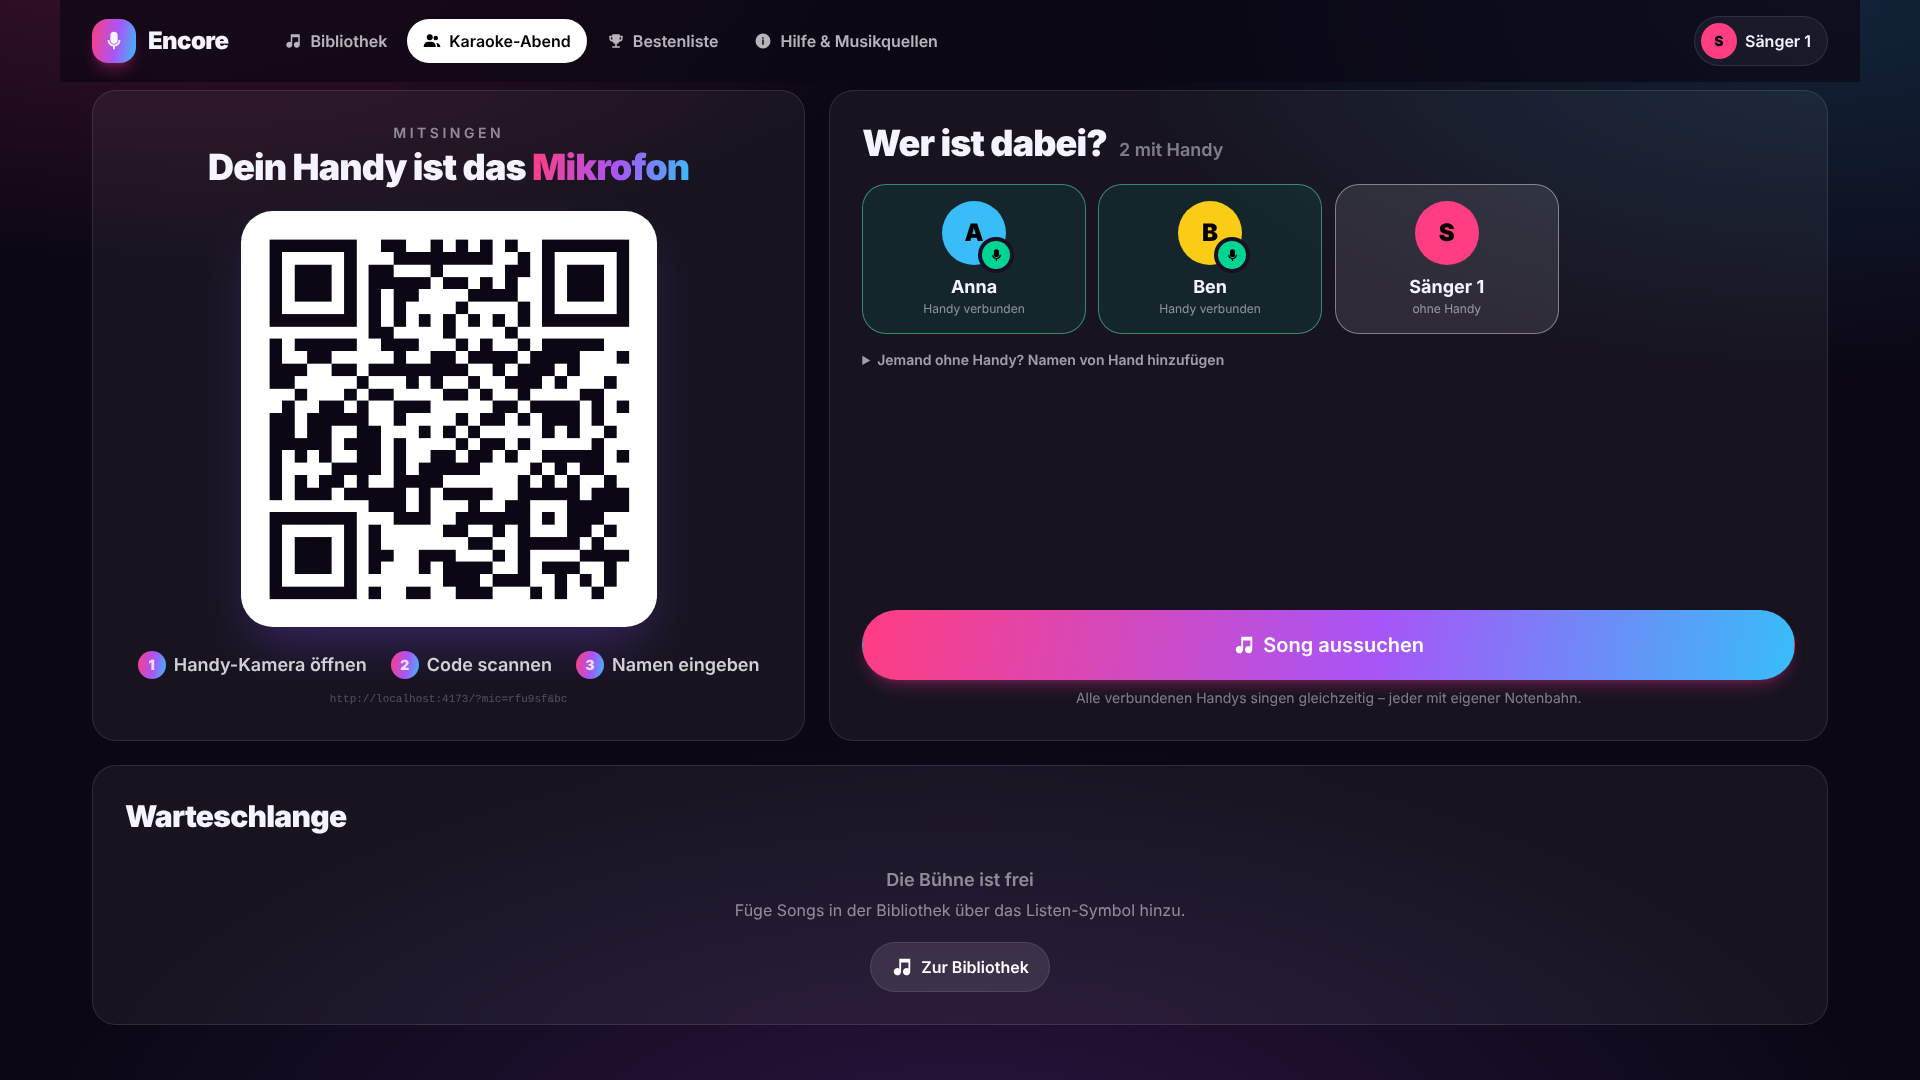 Encore
Bibliothek
Karaoke-Abend
Bestenliste
Hilfe & Musikquellen
S
Sänger 1
MITSINGEN
Dein Handy ist das Mikrofon
1 Handy-Kamera öffnen
2 Code scannen
3 Namen eingeben
http://localhost:4173/?mic=rfu9sf&bc
Wer ist dabei? 2 mit Handy
A
Anna
Handy verbunden
B
Ben
Handy verbunden
S
Sänger 1
ohne Handy
Jemand ohne Handy? Namen von Hand hinzufügen
Song aussuchen
Alle verbundenen Handys singen gleichzeitig – jeder mit eigener Notenbahn.
Warteschlange
Die Bühne ist frei
Füge Songs in der Bibliothek über das Listen-Symbol hinzu.
Zur Bibliothek